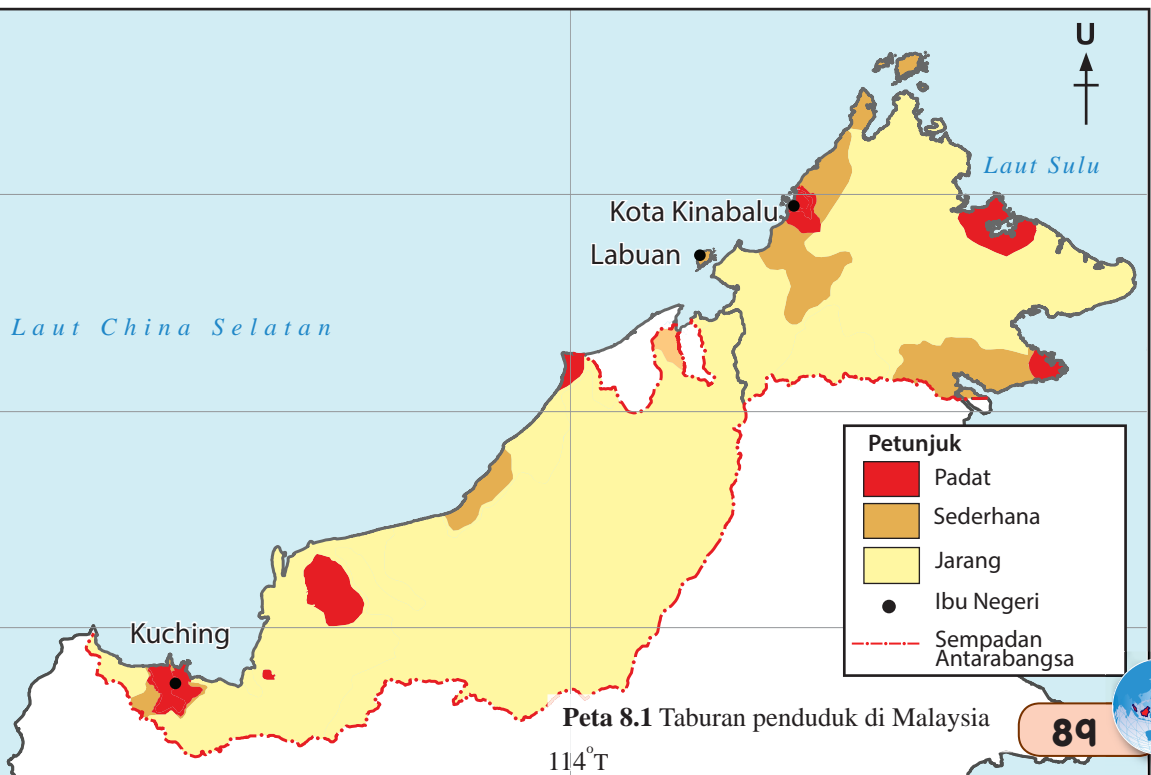 U
Laut Sulu
Kota Kinabalu
Labuan
Laut China Selatan
Petunjuk
Padat
Sederhana
Jarang
Ibu Negeri
Sempadan
Antarabangsa
Kuching
Peta 8.1 Taburan penduduk di Malaysia
89
114°T